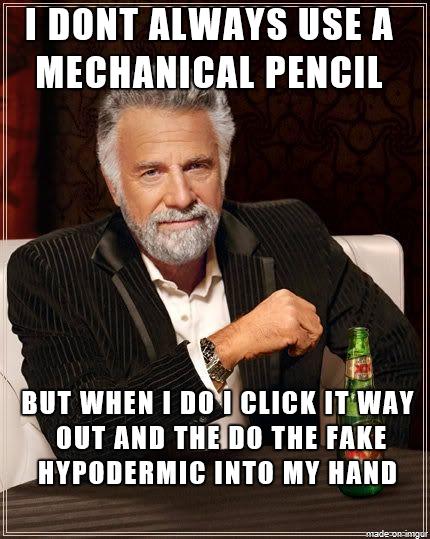 I DONT ALWAYS USE A
MECHANICAL PENCIL
XX
BUT WHEN I DO I CLICK IT WAY
OUT AND THE DO THE FAKE
HYPODERMIC INTO MY HAND
made on imgur